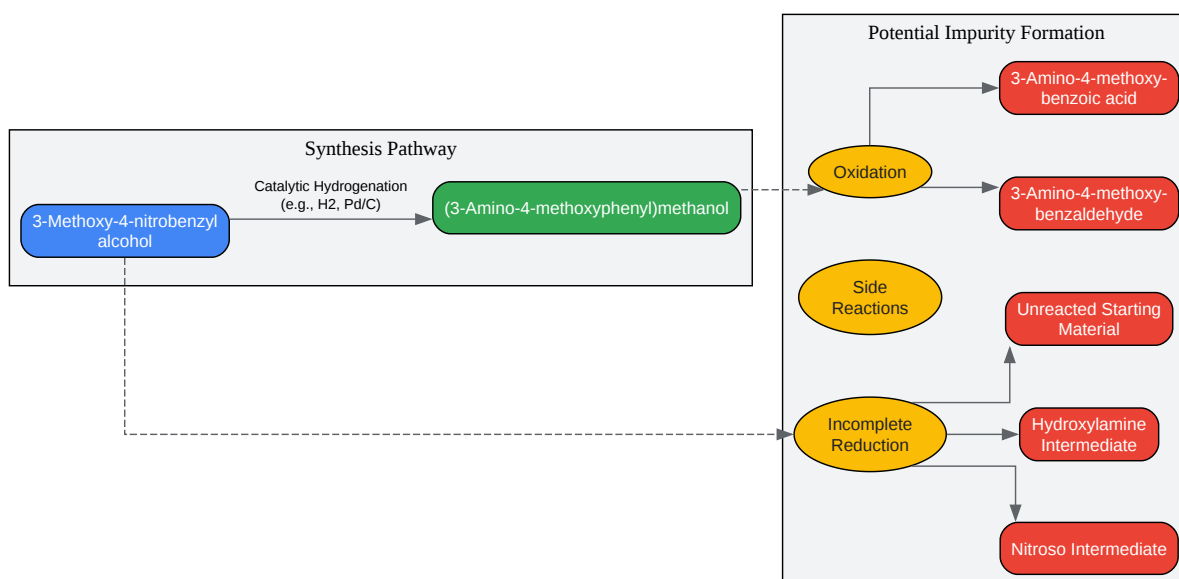 Potential Impurity Formation
3-Amino-4-methoxy-
benzoic acid
Synthesis Pathway
Catalytic Hydrogenation
(e.g., H2, Pd/C)
3-Methoxy-4-nitrobenzyl
alcohol
(3-Amino-4-methoxyphenyl)methanol
Oxidation
3-Amino-4-methoxy-
benzaldehyde
Side
Reactions
Unreacted Starting
Material
Incomplete
Reduction
Hydroxylamine
Intermediate
Nitroso Intermediate